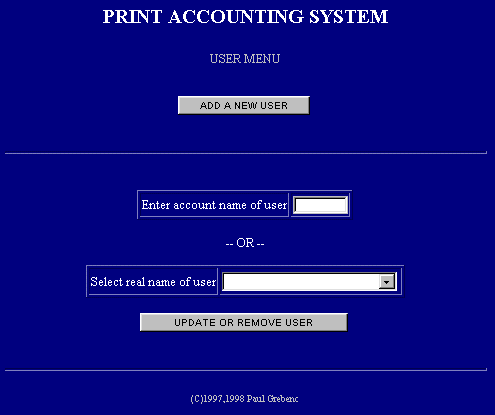 PRINT ACCOUNTING SYSTEM
USER MENU
ADD A NEW USER
Enter account name of user
-- OR --
Select real name of user
UPDATE OR REMOVE USER
(C)1997,1998 Paul Grebenc